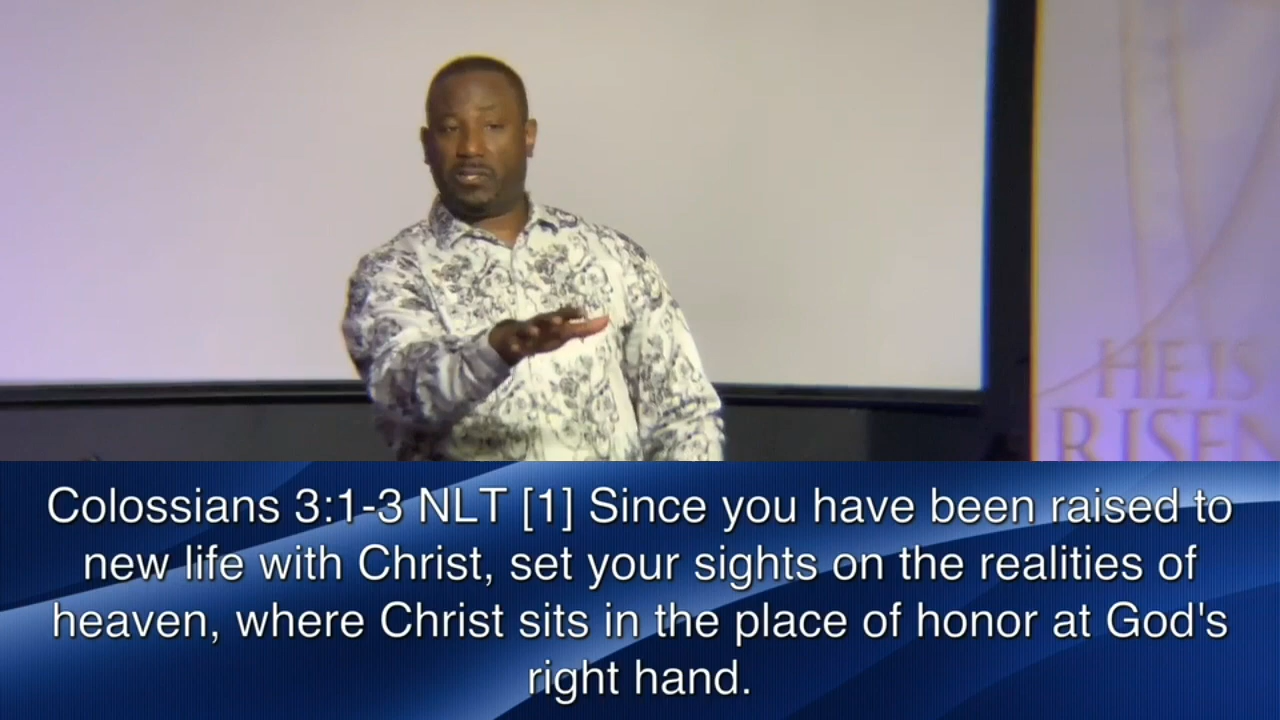 HE IS
RISEN
Colossians 3:1-3 NLT [1] Since you have been raised to
new life with Christ, set your sights on the realities of
heaven, where Christ sits in the place of honor at God's
right hand.